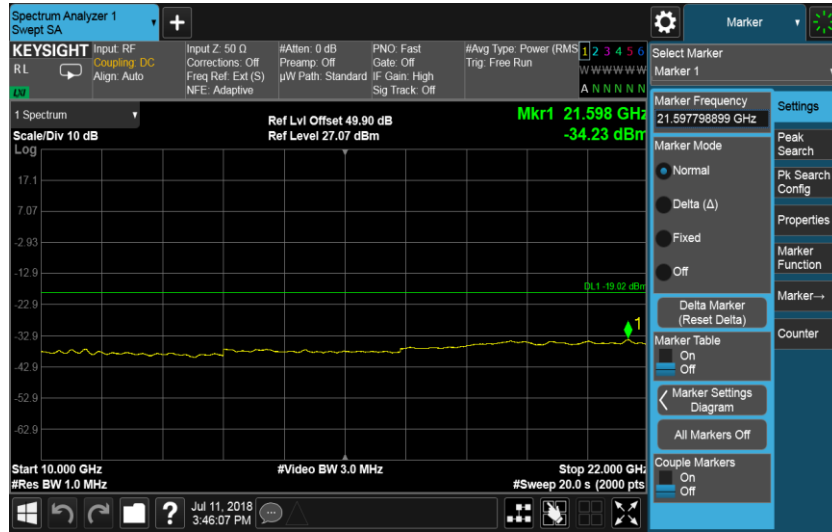 Spectrum Analyzer 1
Swept SA
+
Marker
KEYSIGHT
RL
LXI
Input: RF
Coupling: DC
Align: Auto
Input Z: 50 Ω
Corrections: Off
Freq Ref: Ext (S)
NFE: Adaptive
#Atten: 0 dB
Preamp: Off
µW Path: Standard
PNO: Fast
Gate: Off
IF Gain: High
Sig Track: Off
#Avg Type: Power (RMS
Trig: Free Run
1 2 3 4 5 6
W W W W W W
A N N N N N
1 Spectrum
Scale/Div 10 dB
Log
Ref Lvl Offset 49.90 dB
Ref Level 27.07 dBm
Mkr1 21.598 GHz
-34.23 dBm
17.1
7.07
-2.93
-12.9
-22.9
-32.9
-42.9
-52.9
-62.9
DL1 -19.02 dBm
1
Start 10.000 GHz
#Res BW 1.0 MHz
#Video BW 3.0 MHz
Stop 22.000 GHz
#Sweep 20.0 s (2000 pts
Select Marker
Marker 1
Marker Frequency
21.597798899 GHz
Marker Mode
Normal
Delta (Δ)
Fixed
Off
Delta Marker
(Reset Delta)
Marker Table
On
Off
Marker Settings
Diagram
All Markers Off
Couple Markers
On
Off
Settings
Peak
Search
Pk Search
Config
Properties
Marker
Function
Marker→
Counter
?
Jul 11, 2018
3:46:07 PM